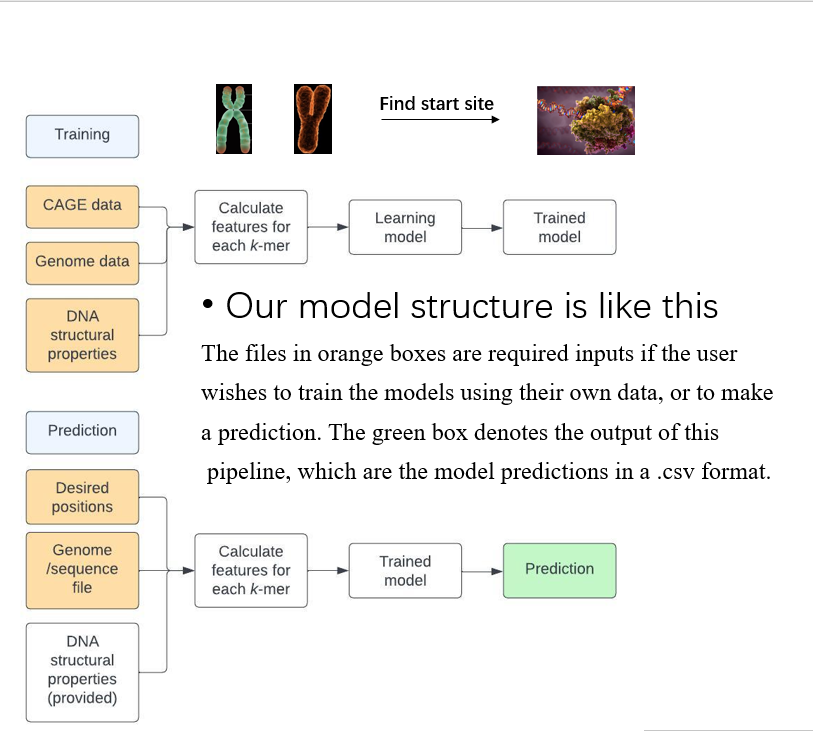 Find start site
Training
CAGE data
Genome data
DNA
structural
properties
Calculate
features for
each k-mer
Learning
model
Trained
model
• Our model structure is like this
The files in orange boxes are required inputs if the user
wishes to train the models using their own data, or to make
a prediction. The green box denotes the output of this
pipeline, which are the model predictions in a .csv format.
Prediction
Desired
positions
Genome
/sequence
file
DNA
structural
properties
(provided)
Calculate
features for
each k-mer
Trained
model
Prediction